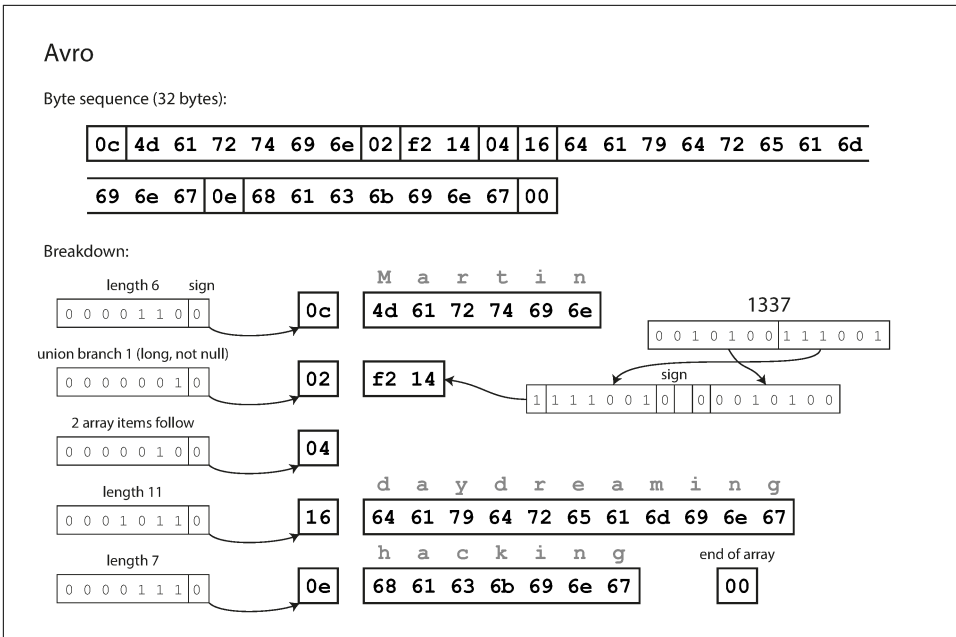 Avro
Byte sequence (32 bytes):
0c 4d 61 72 74 69 6e 02 f2 14 04 16 64 61 79 64 72 65 61 6d
69 6e 67 0e 68 61 63 6b 69 6e 67 00
Breakdown:
length 6 sign
0 0 0 0 1 1 0 0
0c
M a r t i n
4d 61 72 74 69 6e
1337
0 0 1 0 1 0 0 1 1 1 0 0 1
union branch 1 (long, not null)
0 0 0 0 0 0 1 0
02
f2 14
sign
1 1 1 1 0 0 1 0 0 0 0 1 0 1 0 0
2 array items follow
0 0 0 0 0 1 0 0
04
length 11
0 0 0 1 0 1 1 0
16
d a y d r e a m i n g
64 61 79 64 72 65 61 6d 69 6e 67
length 7
0 0 0 0 1 1 1 0
0e
h a c k i n g
68 61 63 6b 69 6e 67
end of array
00